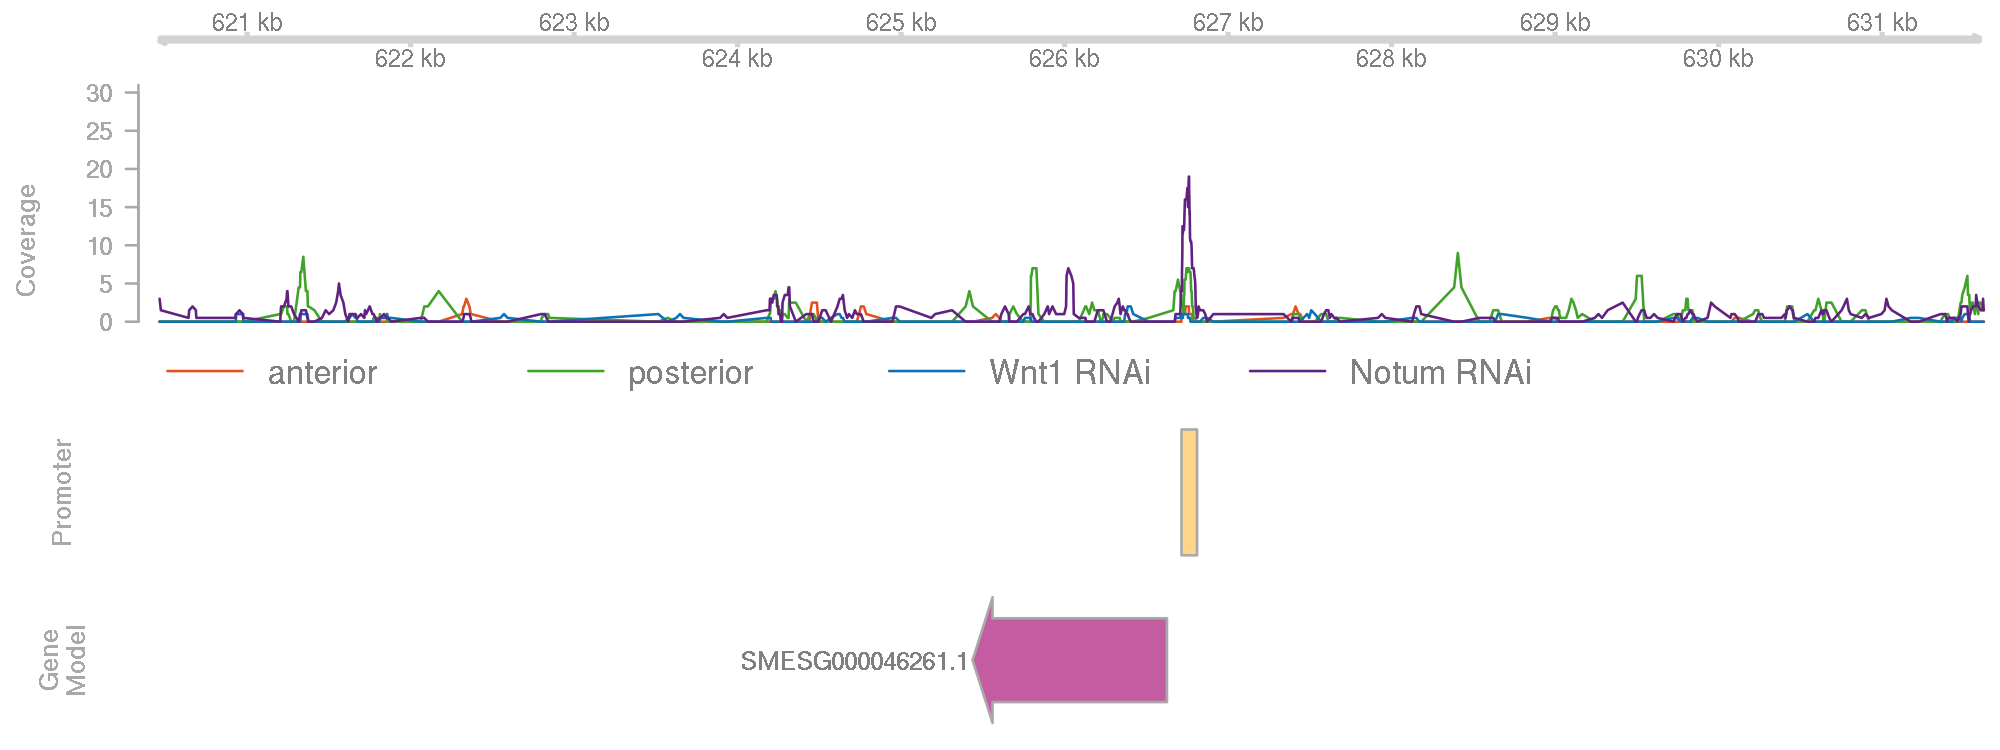 621 kb 623 kb 625 kb 627 kb 629 kb 631 kb
622 kb 624 kb 626 kb 628 kb 630 kb
30
25
20
15
10
5
0
Coverage
anterior posterior Wnt1 RNAi Notum RNAi
Promoter
Gene
Model
SMESG000046261.1